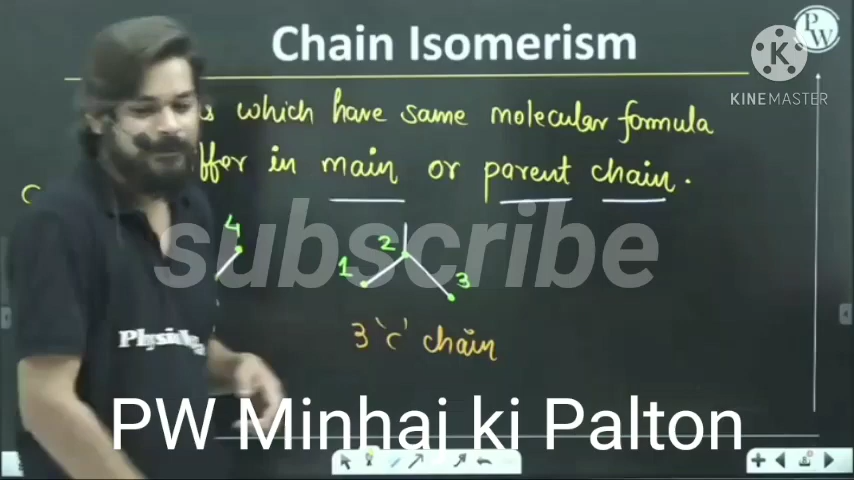 Chain Isomerism
P
W
K
KINEMASTER
s which have same molecular formula
ffer in main or parent chain.
C
subscribe
4
2
1
3
3 'c' chain
Physics
PW Minhai ki Palton